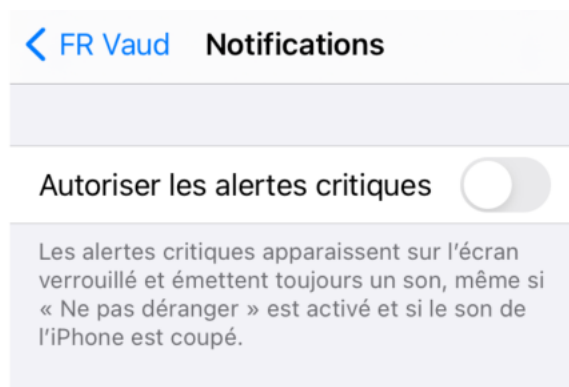 FR Vaud Notifications
Autoriser les alertes critiques
Les alertes critiques apparaissent sur l'écran
verrouillé et émettent toujours un son, même si
« Ne pas déranger » est activé et si le son de
l'iPhone est coupé.